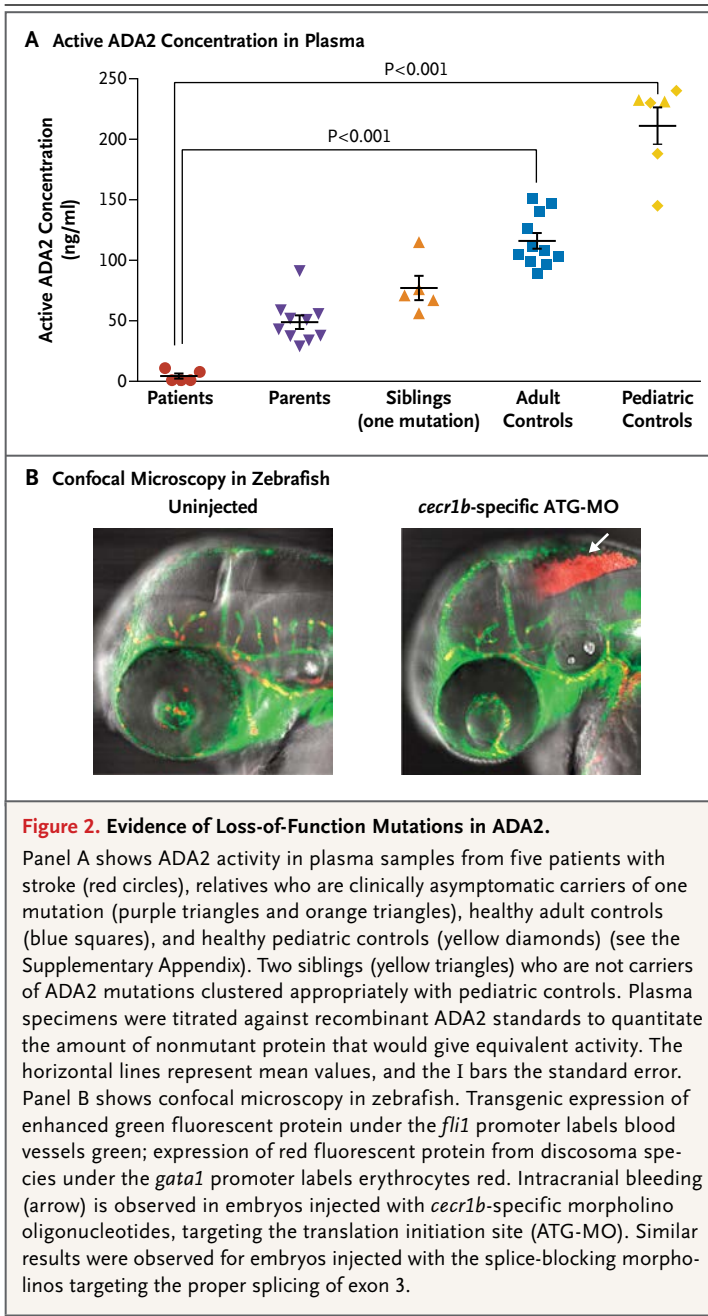 A Active ADA2 Concentration in Plasma
P<0.001
P<0.001
250
200
150
100
50
0
Active ADA2 Concentration
(ng/ml)
Patients
Parents
Siblings
(one mutation)
Adult
Controls
Pediatric
Controls
B Confocal Microscopy in Zebrafish
Uninjected
cecr1b-specific ATG-MO
Figure 2. Evidence of Loss-of-Function Mutations in ADA2.
Panel A shows ADA2 activity in plasma samples from five patients with
stroke (red circles), relatives who are clinically asymptomatic carriers of one
mutation (purple triangles and orange triangles), healthy adult controls
(blue squares), and healthy pediatric controls (yellow diamonds) (see the
Supplementary Appendix). Two siblings (yellow triangles) who are not carriers
of ADA2 mutations clustered appropriately with pediatric controls. Plasma
specimens were titrated against recombinant ADA2 standards to quantitate
the amount of nonmutant protein that would give equivalent activity. The
horizontal lines represent mean values, and the I bars the standard error.
Panel B shows confocal microscopy in zebrafish. Transgenic expression of
enhanced green fluorescent protein under the fli1 promoter labels blood
vessels green; expression of red fluorescent protein from discosoma spe-
cies under the gata1 promoter labels erythrocytes red. Intracranial bleeding
(arrow) is observed in embryos injected with cecr1b-specific morpholino
oligonucleotides, targeting the translation initiation site (ATG-MO). Similar
results were observed for embryos injected with the splice-blocking morpho-
linos targeting the proper splicing of exon 3.